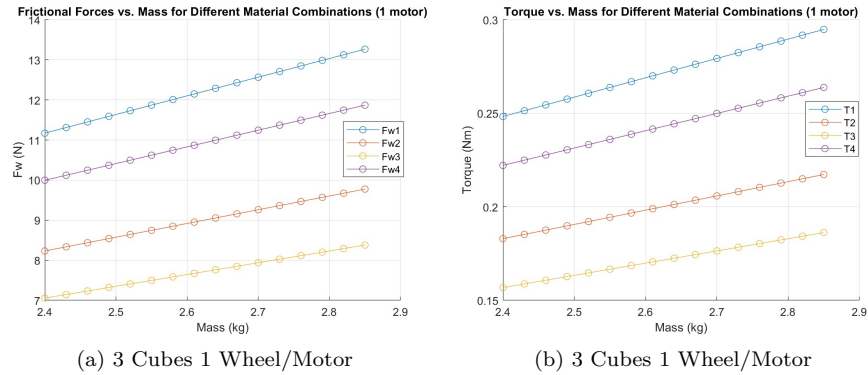 Frictional Forces vs. Mass for Different Material Combinations (1 motor)
14
13
12
11
10
9
8
7
Fw (N)
Fw1
Fw2
Fw3
Fw4
2.4 2.5 2.6 2.7 2.8 2.9
Mass (kg)
(a) 3 Cubes 1 Wheel/Motor
Torque vs. Mass for Different Material Combinations (1 motor)
0.3
0.25
0.2
0.15
Torque (Nm)
T1
T2
T3
T4
2.4 2.5 2.6 2.7 2.8 2.9
Mass (kg)
(b) 3 Cubes 1 Wheel/Motor